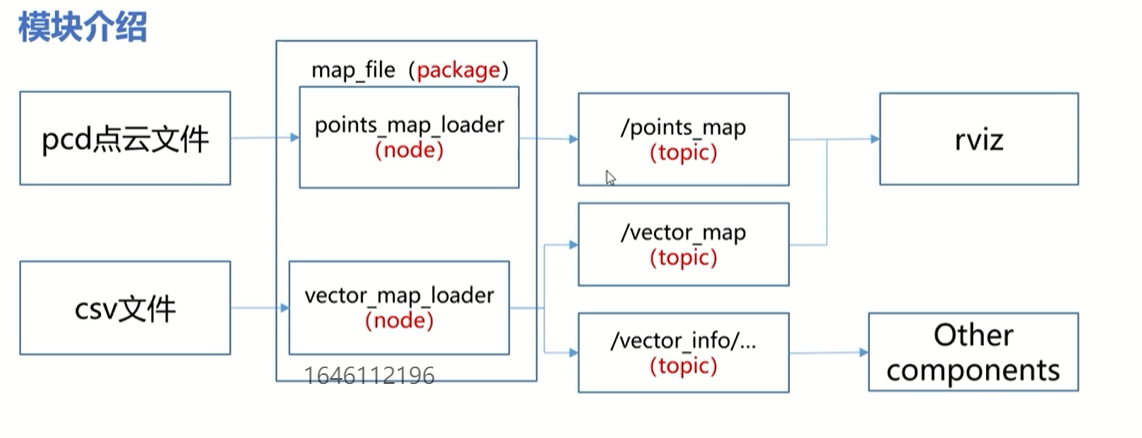 模块介绍
map_file（package）
pcd点云文件
points_map_loader
(node)
/points_map
(topic)
rviz
/vector_map
(topic)
csv文件
vector_map_loader
(node)
/vector_info/...
(topic)
Other
components
1646112196